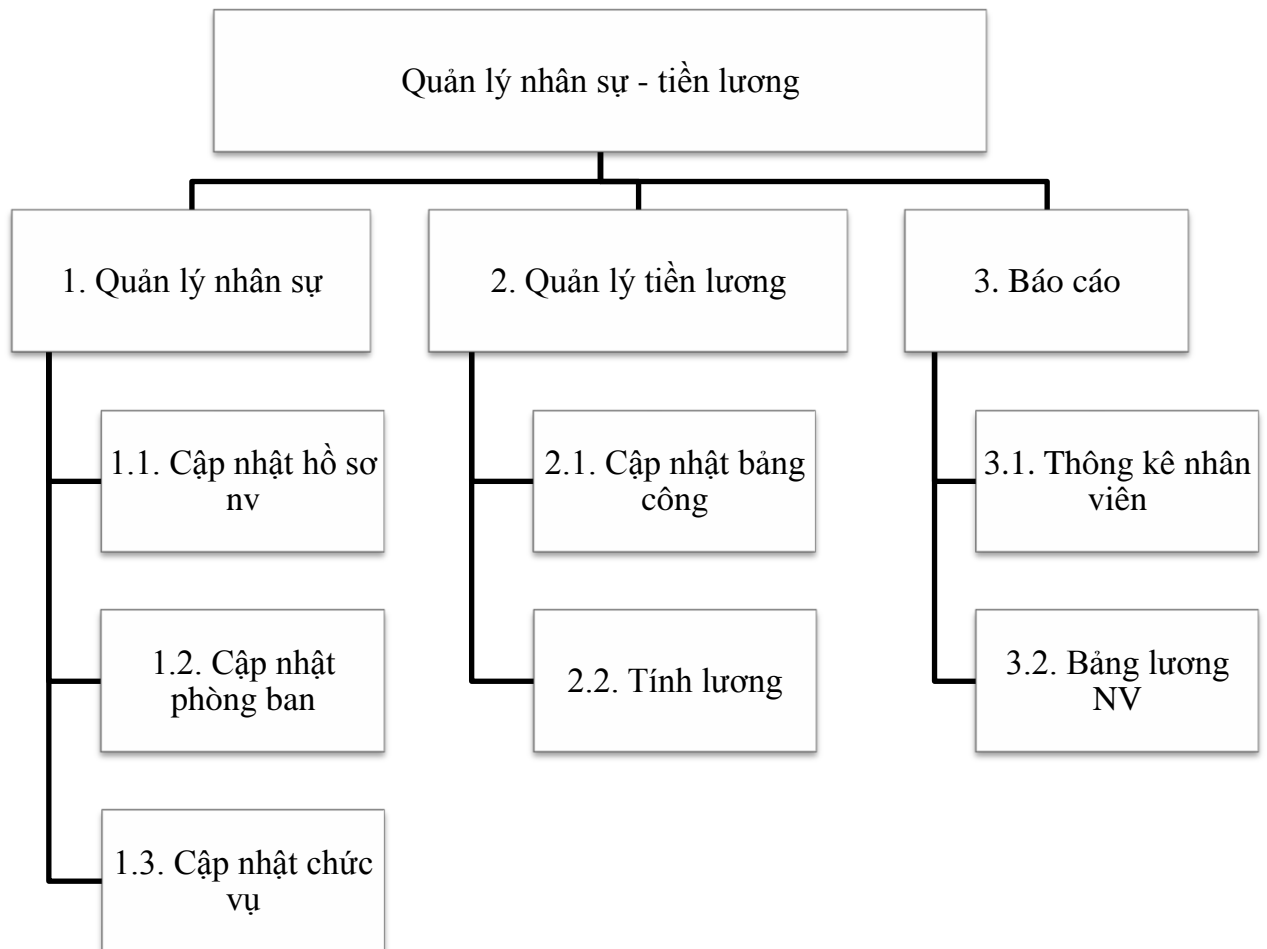 Quản lý nhân sự - tiền lương
1. Quản lý nhân sự
2. Quản lý tiền lương
3. Báo cáo
1.1. Cập nhật hồ sơ
nv
2.1. Cập nhật bảng
công
3.1. Thông kê nhân
viên
1.2. Cập nhật
phòng ban
2.2. Tính lương
3.2. Bảng lương
NV
1.3. Cập nhật chức
vụ